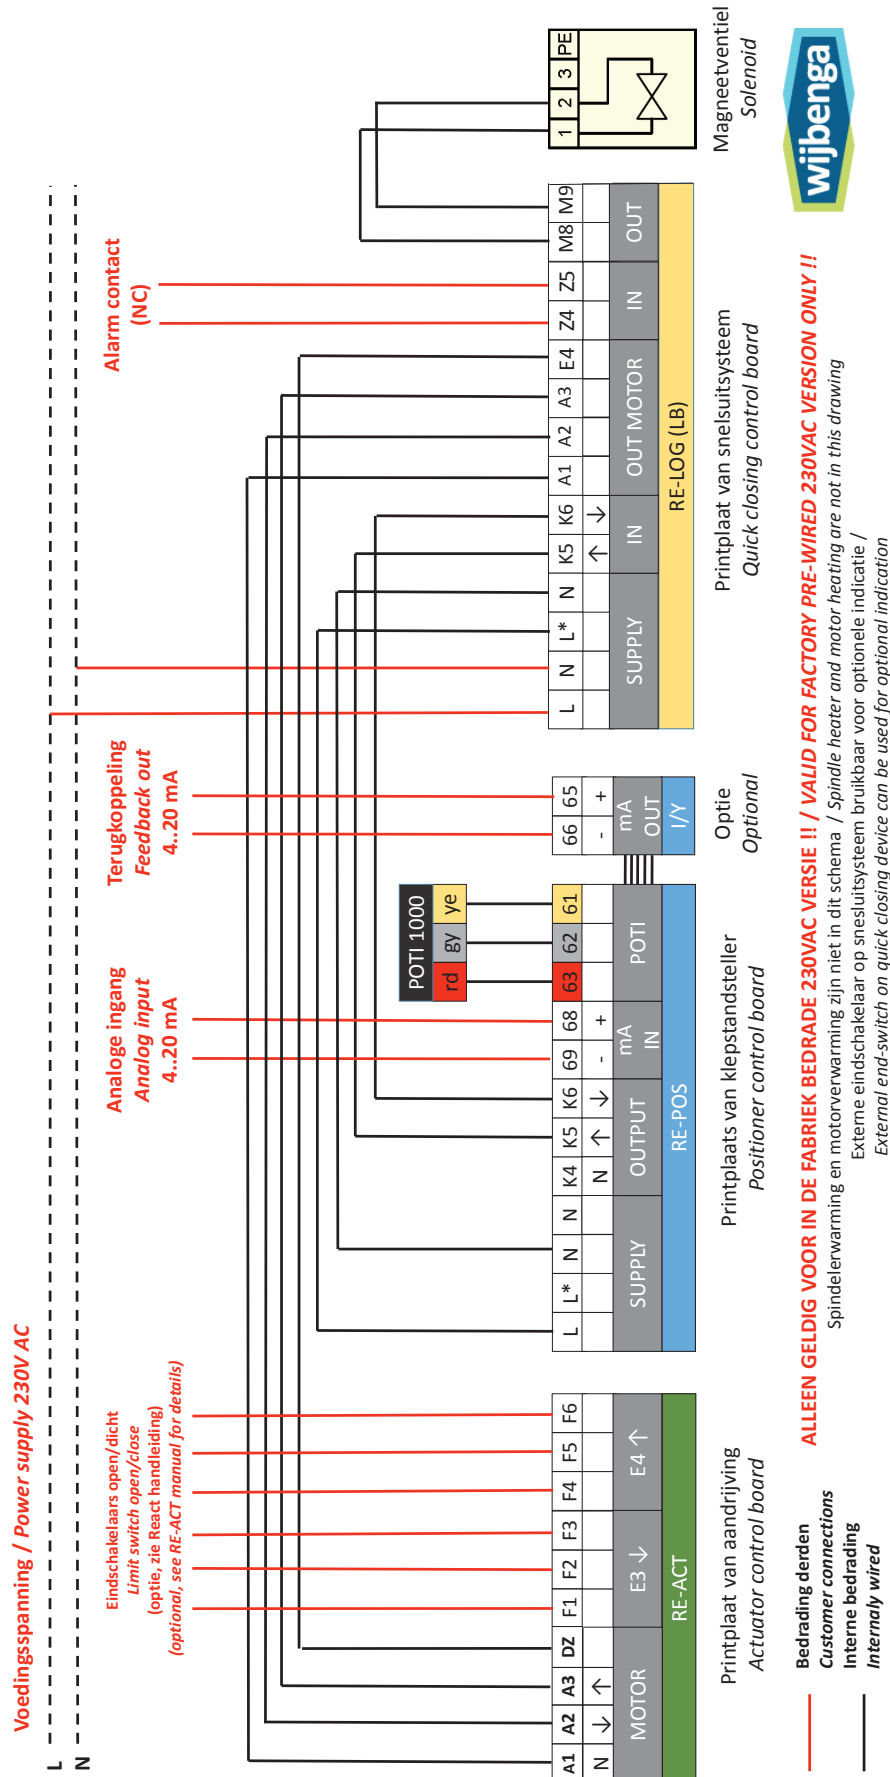 Voedingsspanning / Power supply 230V AC
L
N
Eindschakelaars open/dicht
Limit switch open/close
(optie, zie React handleiding)
(optional, see RE-ACT manual for details)
Analoge ingang
Analog input
4..20 mA
Terugkoppeling
Feedback out
4..20 mA
Alarm contact
(NC)
A1 A2 A3 DZ F1 F2 F3 F4 F5 F6
N ↓ ↑
MOTOR E3 ↓ E4 ↑
RE-ACT
Printplaat van aandrijving
Actuator control board
POTI 1000
rd gy ye
L L* N N K4 K5 K6 69 68 63 62 61
N ↑ ↓ - +
SUPPLY OUTPUT mA IN POTI
RE-POS
Printplaats van klepstandsteller
Positioner control board
66 65
- +
mA OUT
I/Y
Optie
Optional
L N L* N K5 K6 A1 A2 A3 E4 Z4 Z5 M8 M9
↑ ↓
SUPPLY IN OUT MOTOR IN OUT
RE-LOG (LB)
Printplaat van snelsuitsysteem
Quick closing control board
1 2 3 PE
Magneetventiel
Solenoid
Bedrading derden
Customer connections
Interne bedrading
Internaly wired
ALLEEN GELDIG VOOR IN DE FABRIEK BEDRADE 230VAC VERSIE !! / VALID FOR FACTORY PRE-WIRED 230VAC VERSION ONLY !!
Spindelerwarming en motorverwarming zijn niet in dit schema / Spindle heater and motor heating are not in this drawing
Externe eindschakelaar op snesluitsysteem bruikbaar voor optionele indicatie /
External end-switch on quick closing device can be used for optional indication
wijbenga